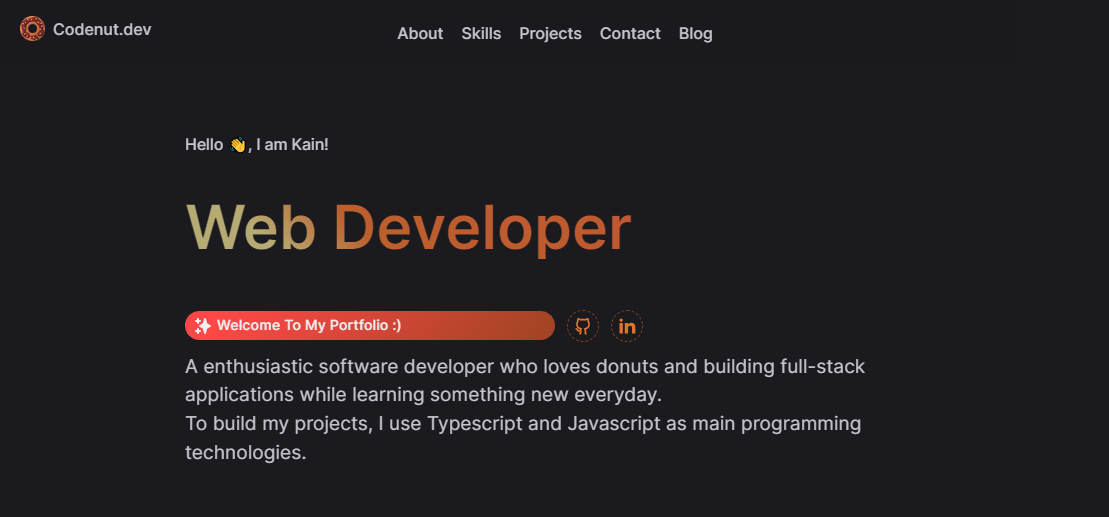 Codenut.dev
About Skills Projects Contact Blog
Hello 👋, I am Kain!
Web Developer
Welcome To My Portfolio :)
in
A enthusiastic software developer who loves donuts and building full-stack
applications while learning something new everyday.
To build my projects, I use Typescript and Javascript as main programming
technologies.